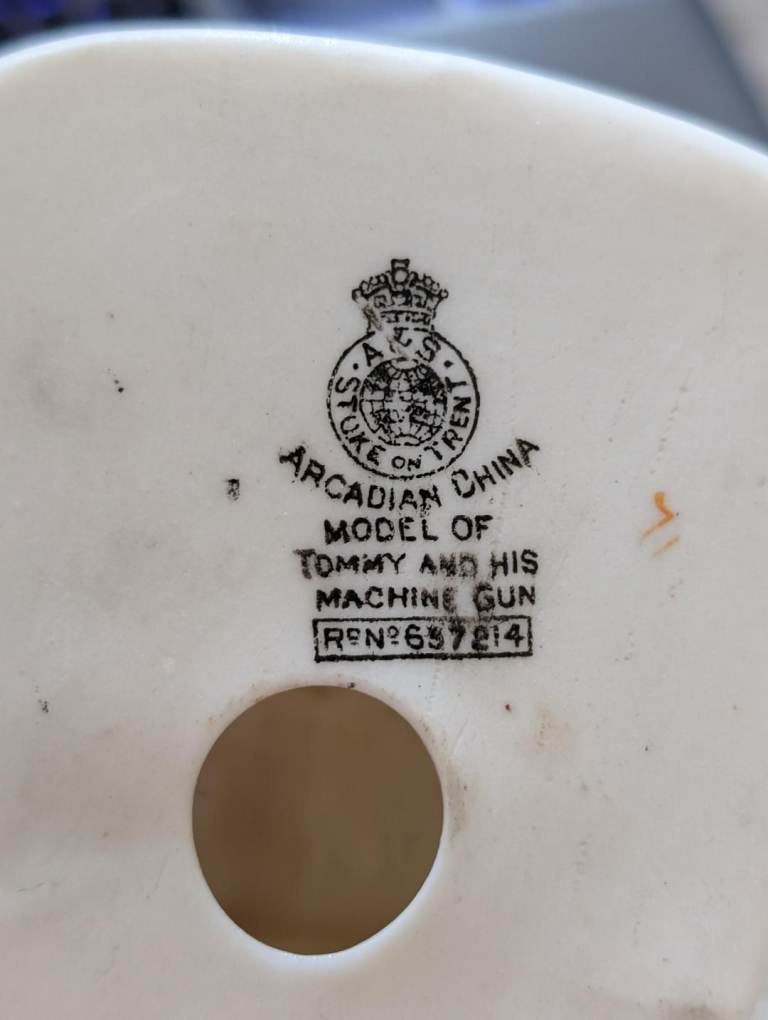 A & S.
STOKE ON TRENT
ARCADIAN CHINA
MODEL OF
TOMMY AND HIS
MACHINE GUN
RD No 657214